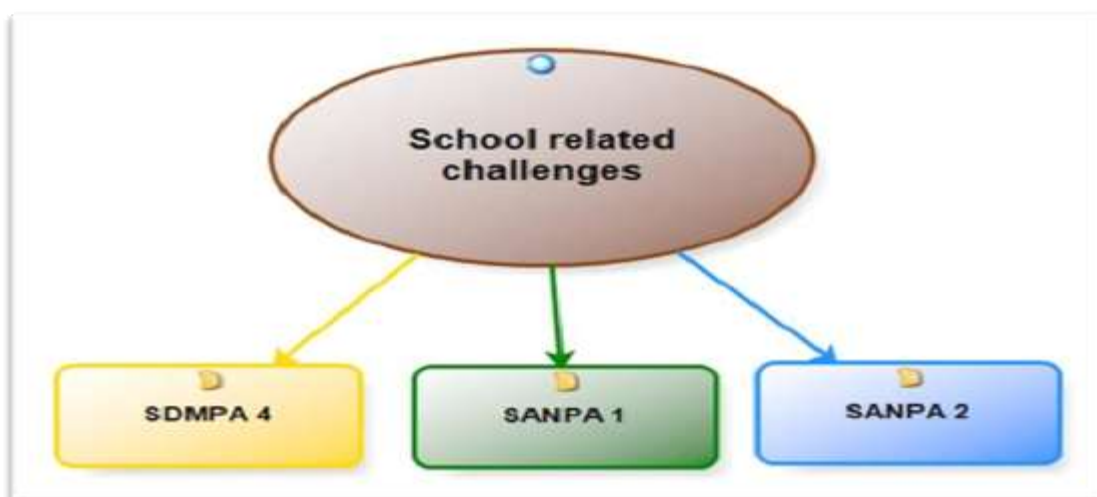 School related
challenges
SDMPA 4
SANPA 1
SANPA 2